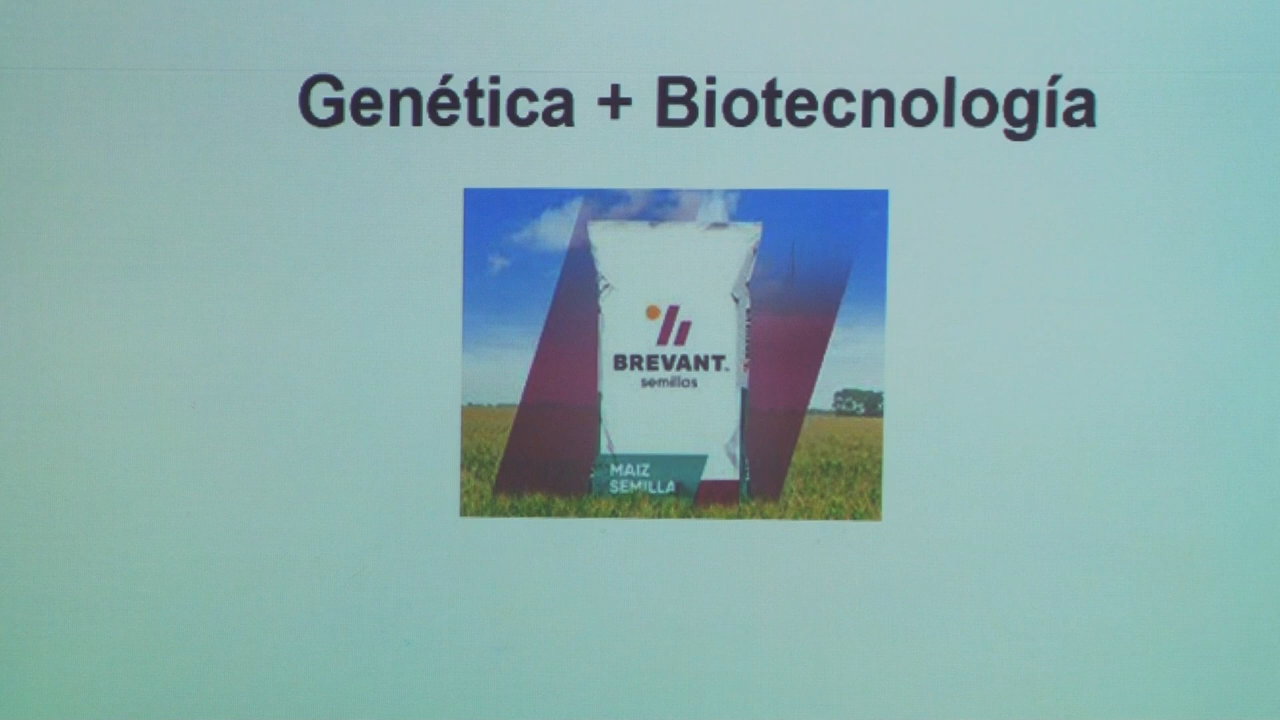 Genética + Biotecnología
BREVANT
semillas
MAIZ
SEMILLA